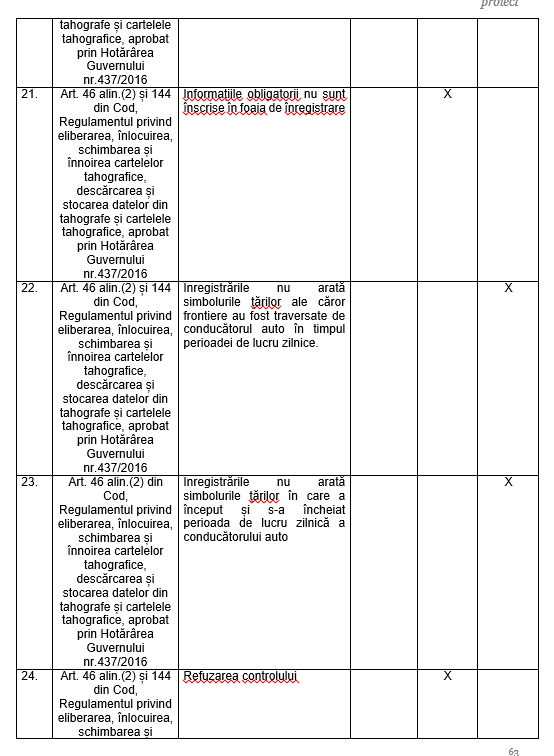 proiect
tahografe și cartelele
tahografice, aprobat
prin Hotărârea
Guvernului
nr.437/2016
21. Art. 46 alin.(2) și 144 Informațiile obligatorii nu sunt X
din Cod, înscrise în foaia de înregistrare
Regulamentul privind
eliberarea, înlocuirea,
schimbarea și
înnoirea cartelelor
tahografice,
descărcarea și
stocarea datelor din
tahografe și cartelele
tahografice, aprobat
prin Hotărârea
Guvernului
nr.437/2016
22. Art. 46 alin.(2) și 144 Inregistrările nu arată X
din Cod, simbolurile țărilor ale căror
Regulamentul privind frontiere au fost traversate de
eliberarea, înlocuirea, conducătorul auto în timpul
schimbarea și perioadei de lucru zilnice.
înnoirea cartelelor
tahografice,
descărcarea și
stocarea datelor din
tahografe și cartelele
tahografice, aprobat
prin Hotărârea
Guvernului
nr.437/2016
23. Art. 46 alin.(2) din Inregistrările nu arată X
Cod, simbolurile țărilor în care a
Regulamentul privind început și s-a încheiat
eliberarea, înlocuirea, perioada de lucru zilnică a
schimbarea și conducătorului auto
înnoirea cartelelor
tahografice,
descărcarea și
stocarea datelor din
tahografe și cartelele
tahografice, aprobat
prin Hotărârea
Guvernului
nr.437/2016
24. Art. 46 alin.(2) și 144 Refuzarea controlului X
din Cod,
Regulamentul privind
eliberarea, înlocuirea,
schimbarea și
63